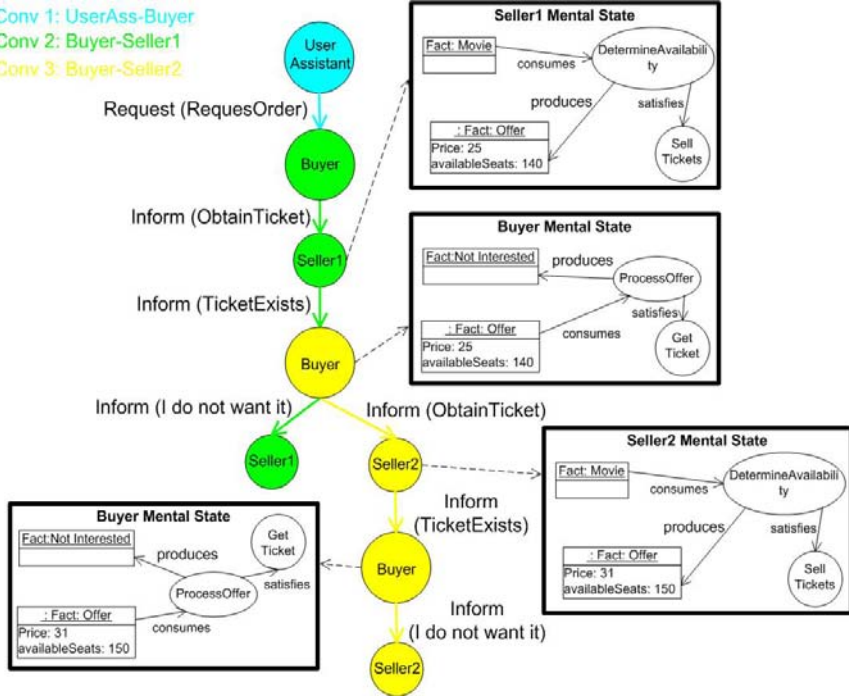 Conv 1: UserAss-Buyer
Conv 2: Buyer-Seller1
Conv 3: Buyer-Seller2
User
Assistant
Request (RequesOrder)
Buyer
Inform (ObtainTicket)
Seller1
Inform (TicketExists)
Buyer
Inform (I do not want it)
Inform (ObtainTicket)
Seller1
Seller2
Inform
(TicketExists)
Buyer
Inform
(I do not want it)
Seller2
Seller1 Mental State
Fact: Movie
consumes
DetermineAvailabili
ty
produces
satisfies
: Fact: Offer
Price: 25
availableSeats: 140
Sell
Tickets
Buyer Mental State
Fact:Not Interested
produces
ProcessOffer
satisfies
: Fact: Offer
Price: 25
availableSeats: 140
consumes
Get
Ticket
Seller2 Mental State
Fact: Movie
consumes
DetermineAvailabili
ty
produces
satisfies
: Fact: Offer
Price: 31
availableSeats: 150
Sell
Tickets
Buyer Mental State
Fact:Not Interested
produces
Get
Ticket
satisfies
ProcessOffer
: Fact: Offer
Price: 31
availableSeats: 150
consumes